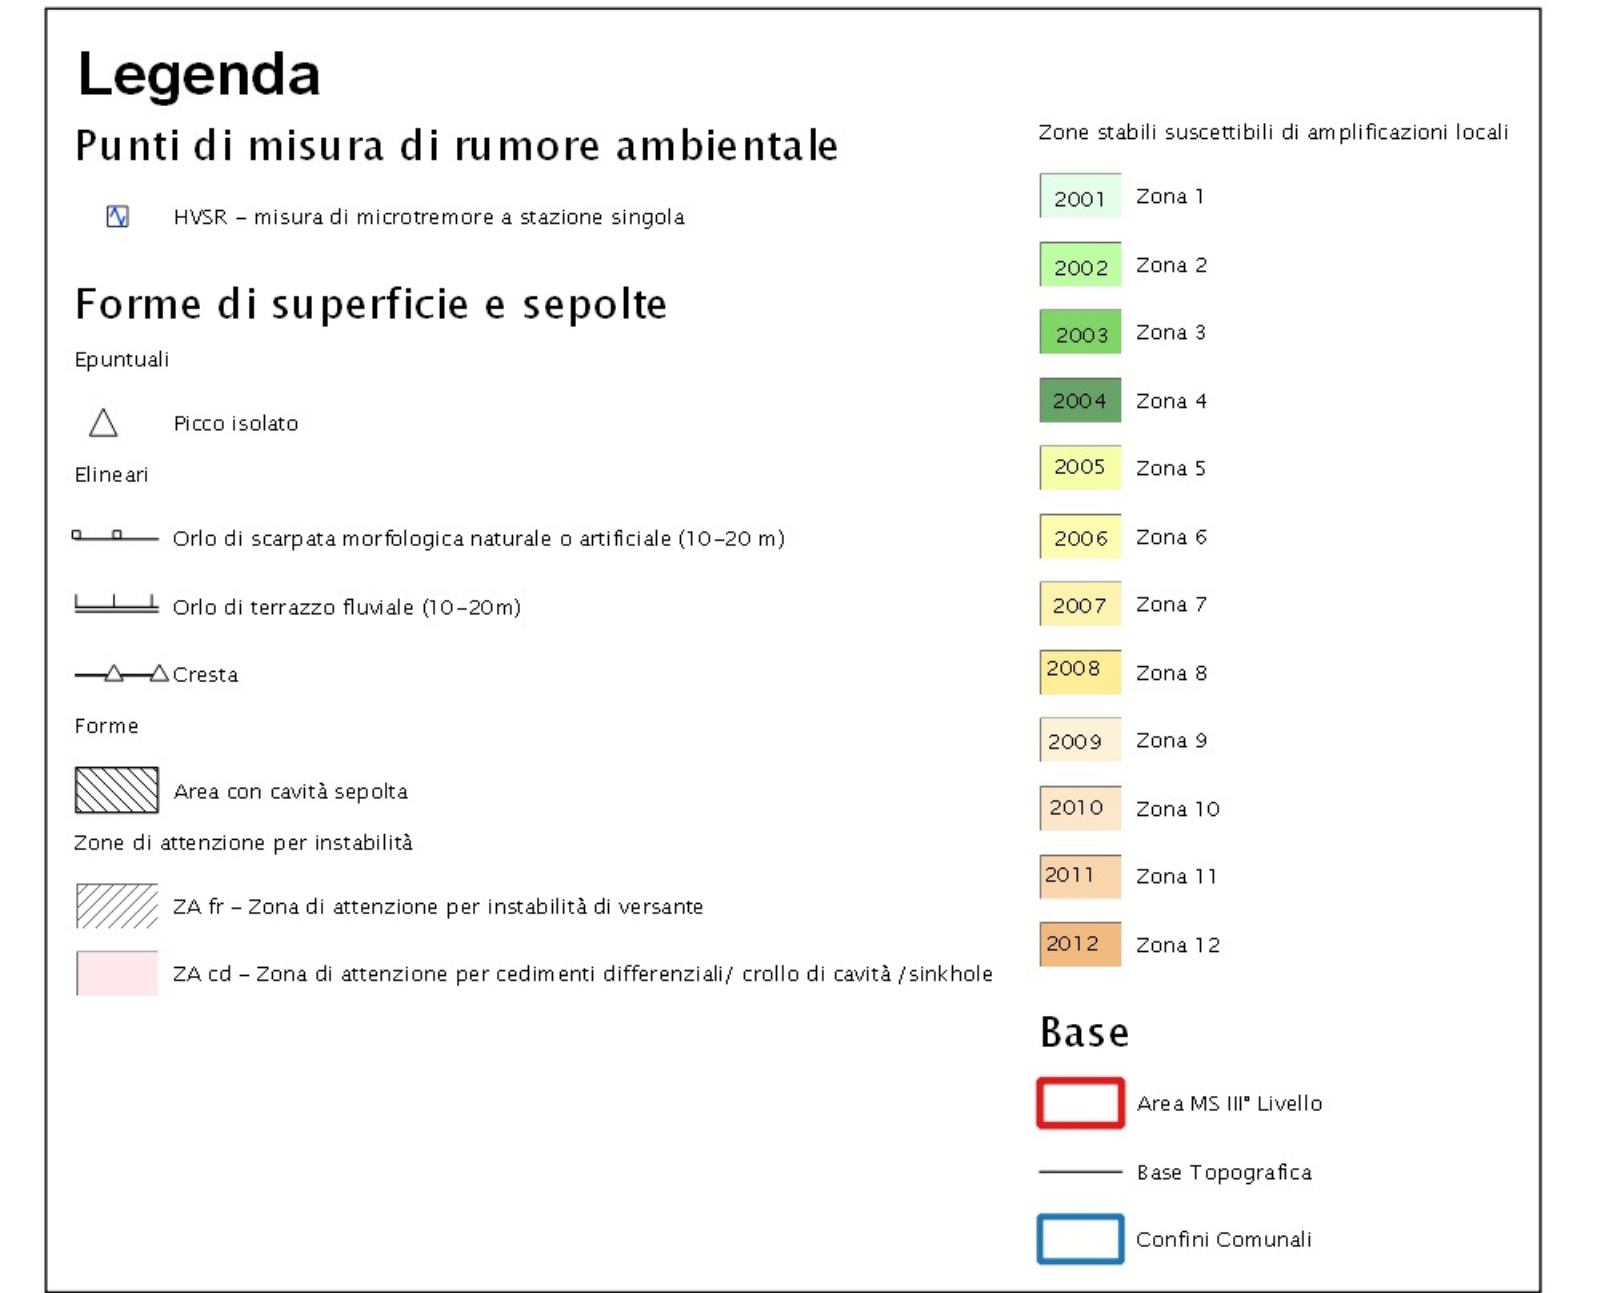 Legenda
Punti di misura di rumore ambientale
HVSR – misura di microtremore a stazione singola
Forme di superficie e sepolte
Epuntuali
Picco isolato
Elineari
Orlo di scarpata morfologica naturale o artificiale (10–20 m)
Orlo di terrazzo fluviale (10–20m)
Cresta
Forme
Area con cavità sepolta
Zone di attenzione per instabilità
ZA fr – Zona di attenzione per instabilità di versante
ZA cd – Zona di attenzione per cedimenti differenziali/ crollo di cavità /sinkhole
Zone stabili suscettibili di amplificazioni locali
2001 Zona 1
2002 Zona 2
2003 Zona 3
2004 Zona 4
2005 Zona 5
2006 Zona 6
2007 Zona 7
2008 Zona 8
2009 Zona 9
2010 Zona 10
2011 Zona 11
2012 Zona 12
Base
Area MS III° Livello
Base Topografica
Confini Comunali